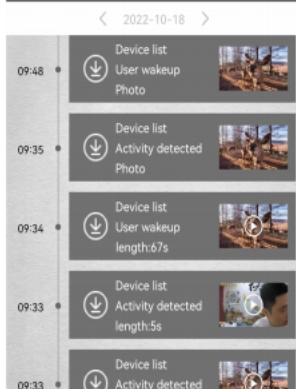 2022-10-18
09:48
Device list
User wakeup
Photo
09:35
Device list
Activity detected
Photo
09:34
Device list
User wakeup
length:67s
09:33
Device list
Activity detected
length:5s
09:33
Device list
Activity detected